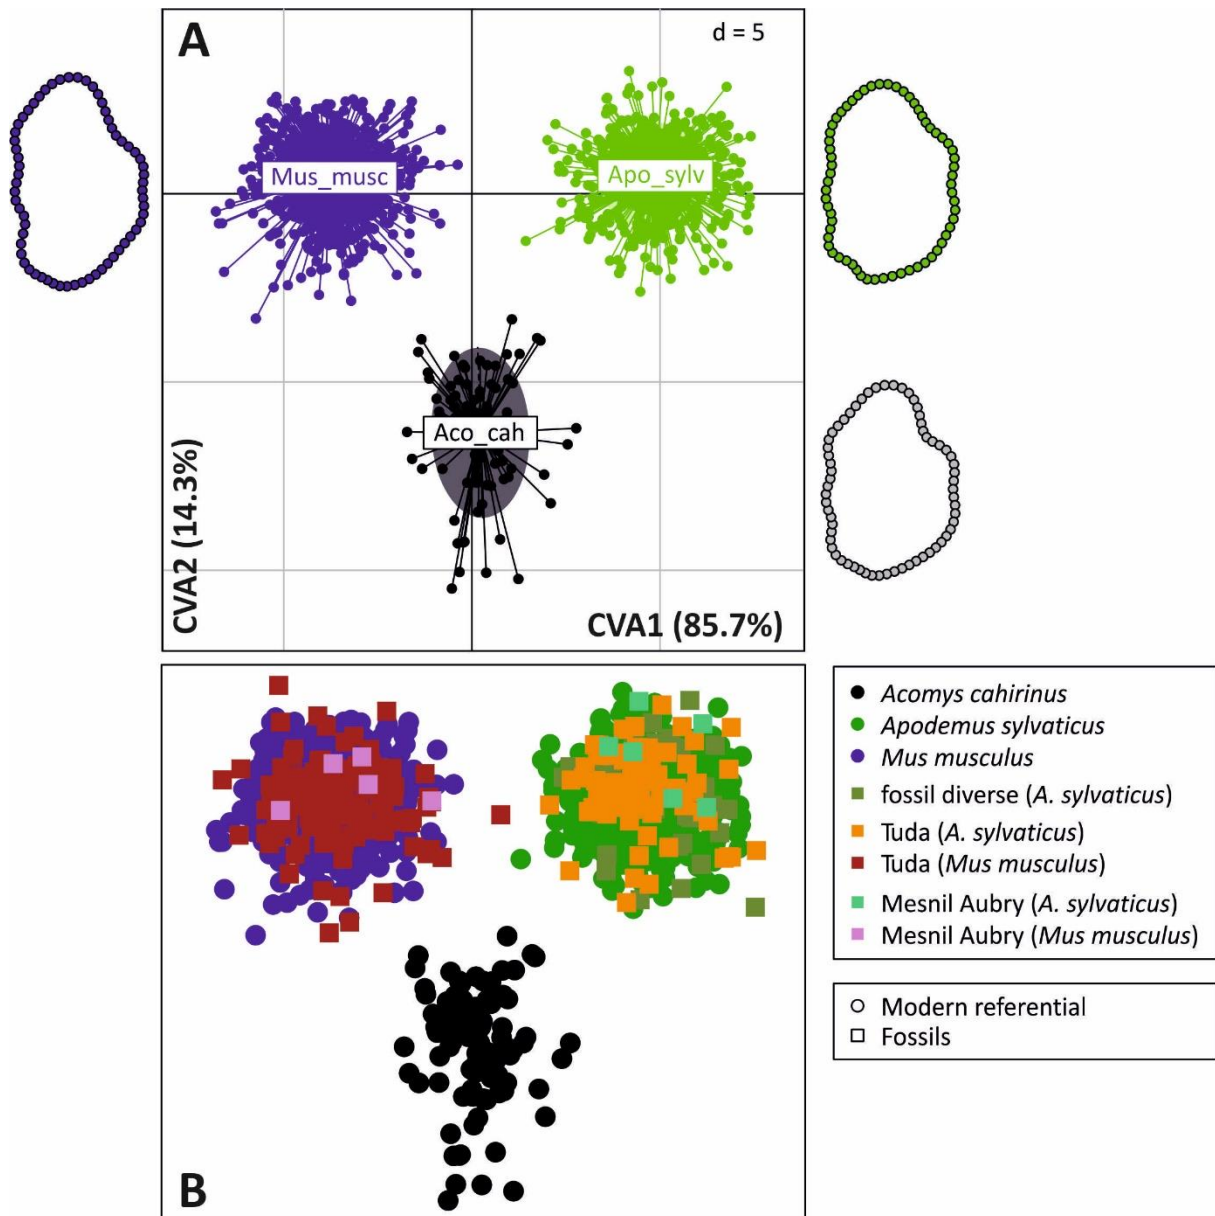 A
d = 5
Mus_musc
Apo_sylv
Aco_cah
CVA2 (14.3%)
CVA1 (85.7%)
B
Acomys cahirinus
Apodemus sylvaticus
Mus musculus
fossil diverse (A. sylvaticus)
Tuda (A. sylvaticus)
Tuda (Mus musculus)
Mesnil Aubry (A. sylvaticus)
Mesnil Aubry (Mus musculus)
Modern referential
Fossils